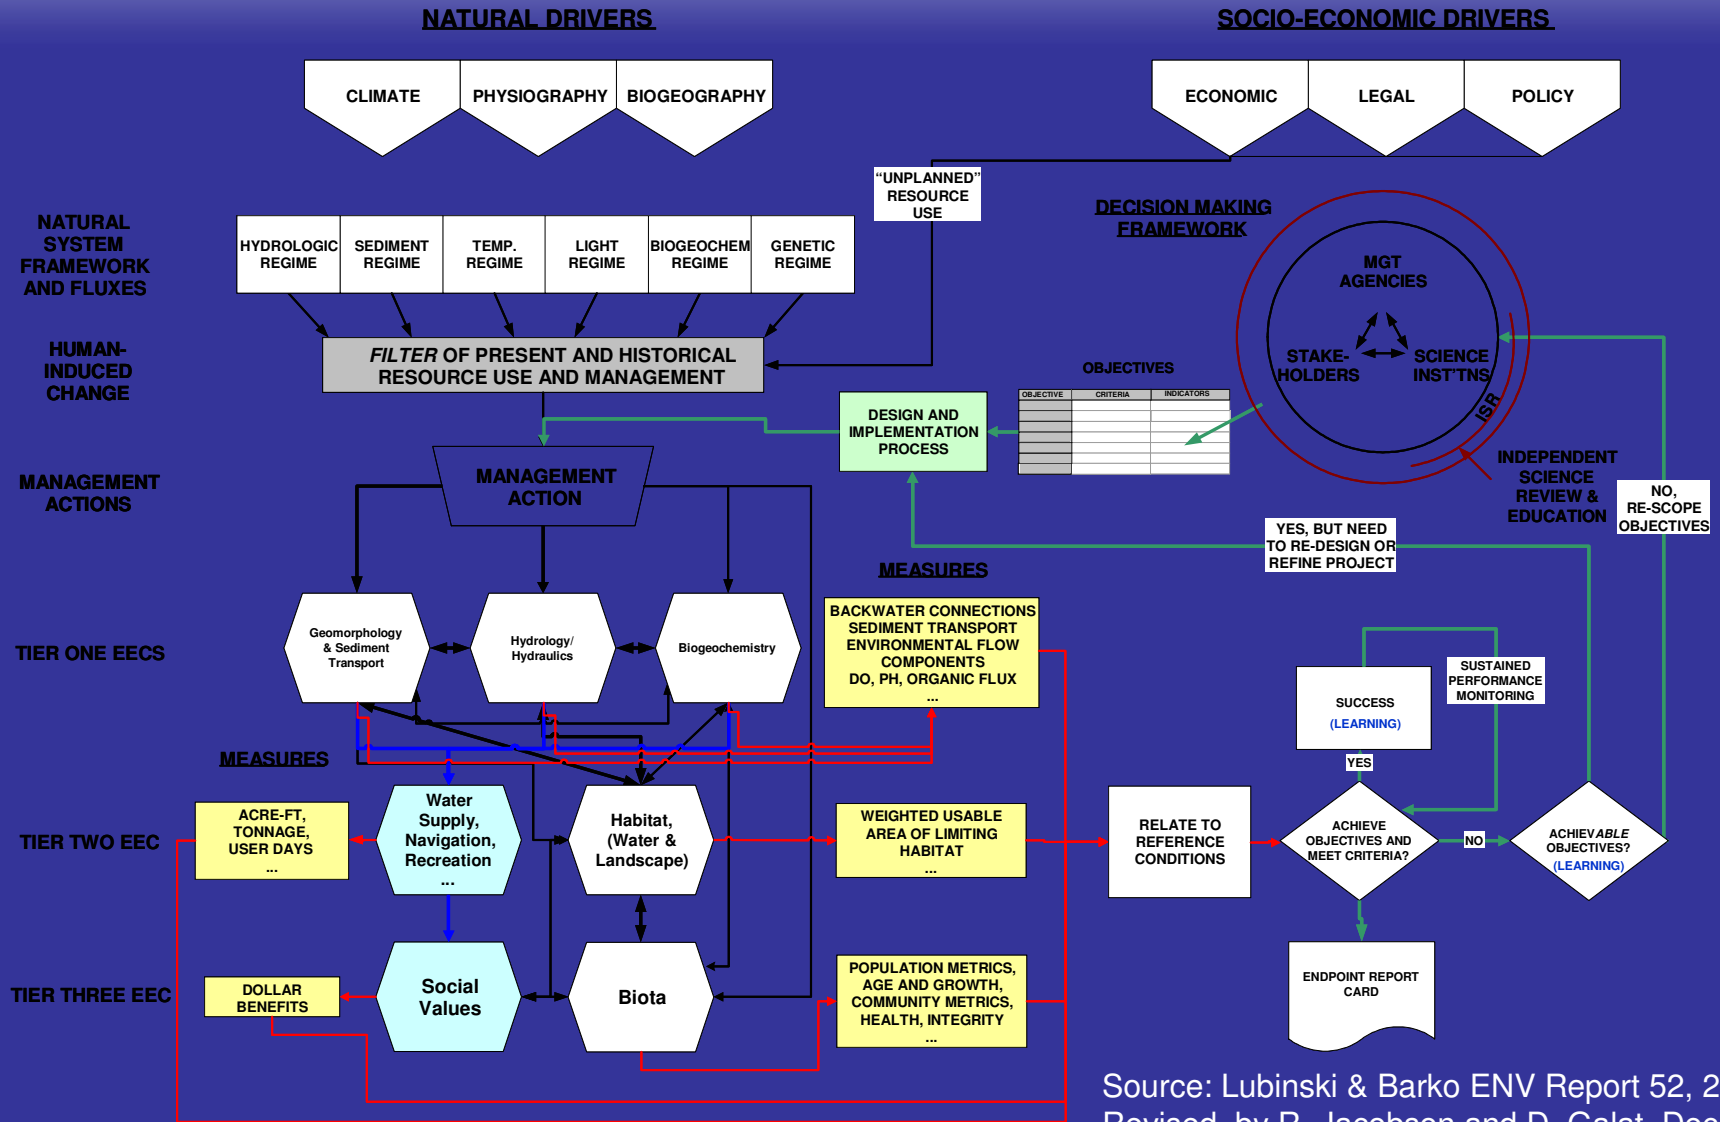 NATURAL DRIVERS
SOCIO-ECONOMIC DRIVERS
CLIMATE
PHYSIOGRAPHY
BIOGEOGRAPHY
ECONOMIC
LEGAL
POLICY
"UNPLANNED"
RESOURCE
USE
NATURAL
SYSTEM
FRAMEWORK
AND FLUXES
HYDROLOGIC
REGIME
SEDIMENT
REGIME
TEMP.
REGIME
LIGHT
REGIME
BIOGEOCHEM
REGIME
GENETIC
REGIME
DECISION MAKING
FRAMEWORK
MGT
AGENCIES
STAKE-
HOLDERS
SCIENCE
INST'TNS
ISR
INDEPENDENT
SCIENCE
REVIEW &
EDUCATION
HUMAN-
INDUCED
CHANGE
FILTER OF PRESENT AND HISTORICAL
RESOURCE USE AND MANAGEMENT
OBJECTIVES
OBJECTIVE
CRITERIA
INDICATORS
DESIGN AND
IMPLEMENTATION
PROCESS
MANAGEMENT
ACTIONS
MANAGEMENT
ACTION
NO,
RE-SCOPE
OBJECTIVES
YES, BUT NEED
TO RE-DESIGN OR
REFINE PROJECT
MEASURES
TIER ONE EECS
Geomorphology
& Sediment
Transport
Hydrology/
Hydraulics
Biogeochemistry
BACKWATER CONNECTIONS
SEDIMENT TRANSPORT
ENVIRONMENTAL FLOW
COMPONENTS
DO, PH, ORGANIC FLUX
...
SUSTAINED
PERFORMANCE
MONITORING
SUCCESS
(LEARNING)
YES
MEASURES
TIER TWO EEC
ACRE-FT,
TONNAGE,
USER DAYS
...
Water
Supply,
Navigation,
Recreation
...
Habitat,
(Water &
Landscape)
WEIGHTED USABLE
AREA OF LIMITING
HABITAT
...
RELATE TO
REFERENCE
CONDITIONS
ACHIEVE
OBJECTIVES AND
MEET CRITERIA?
NO
ACHIEVABLE
OBJECTIVES?
(LEARNING)
TIER THREE EEC
DOLLAR
BENEFITS
Social
Values
Biota
POPULATION METRICS,
AGE AND GROWTH,
COMMUNITY METRICS,
HEALTH, INTEGRITY
...
ENDPOINT REPORT
CARD
Source: Lubinski & Barko ENV Report 52, 2
Revised by R. Jacobson and D. Galat, Dec